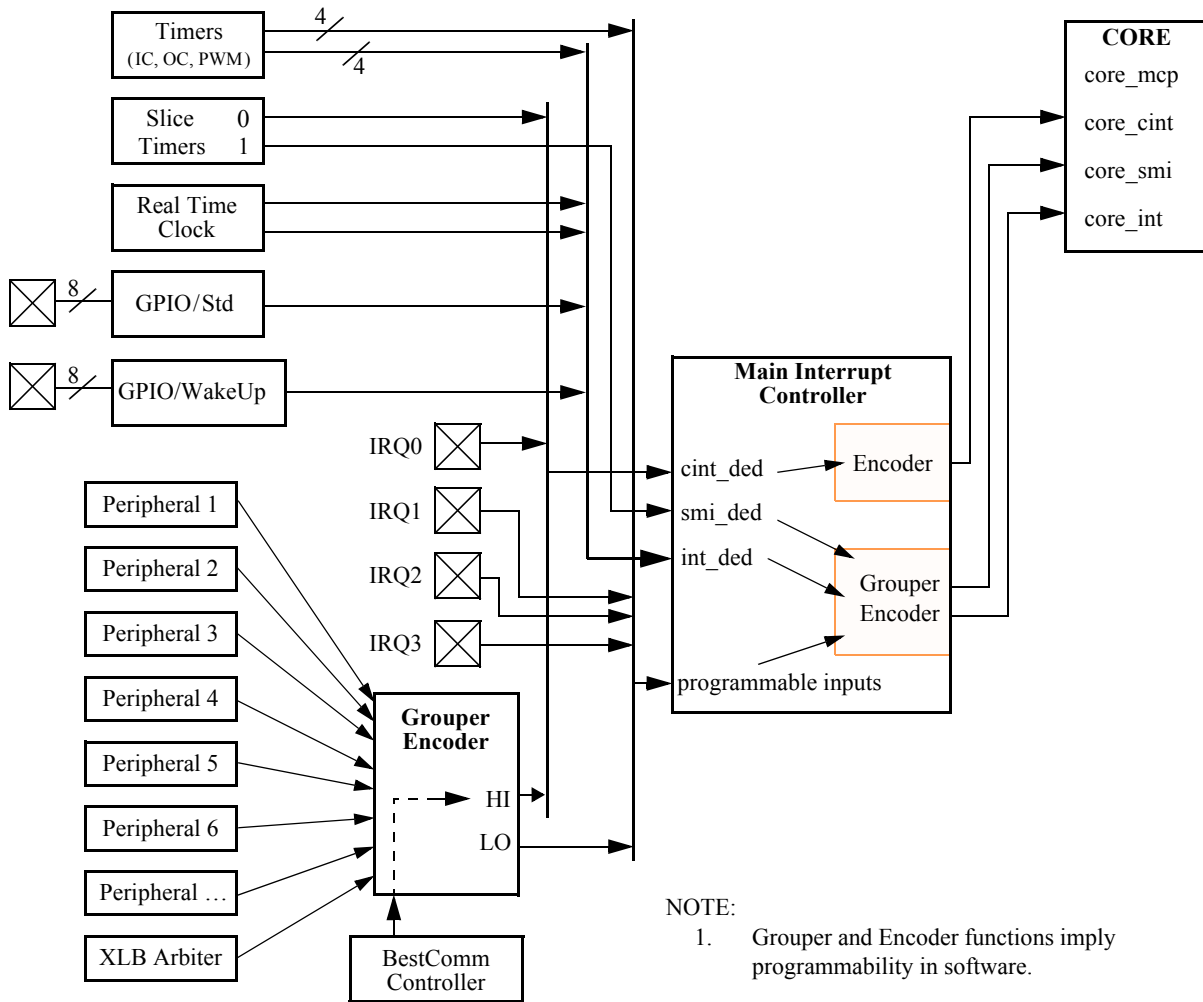 Timers
(IC, OC, PWM)
4
4
Slice 0
Timers 1
Real Time
Clock
8
GPIO/Std
8
GPIO/WakeUp
CORE
core_mcp
core_cint
core_smi
core_int
Main Interrupt
Controller
cint_ded
Encoder
smi_ded
int_ded
Grouper
Encoder
programmable inputs
IRQ0
IRQ1
IRQ2
IRQ3
Peripheral 1
Peripheral 2
Peripheral 3
Peripheral 4
Peripheral 5
Peripheral 6
Peripheral …
XLB Arbiter
Grouper
Encoder
HI
LO
BestComm
Controller
NOTE:
1. Grouper and Encoder functions imply
programmability in software.